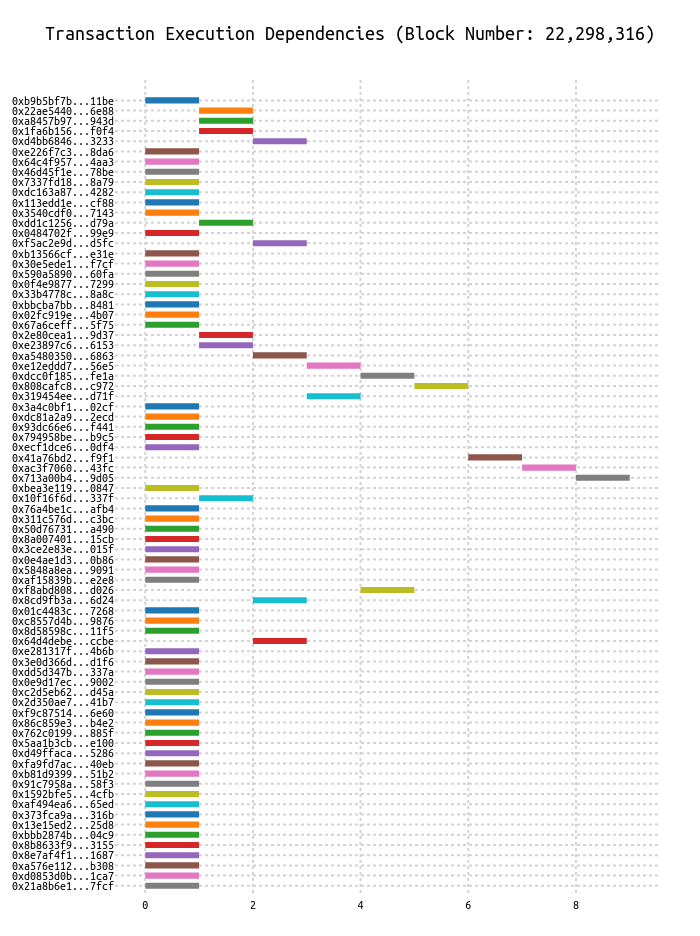 Transaction Execution Dependencies (Block Number: 22,298,316)
0xb9b5bf7b...11be
0x22ae5440...6e88
0xa8457b97...943d
0x1fa6b156...f0f4
0xd4bb6846...3233
0xe226f7c3...8da6
0x64c4f957...4aa3
0x46d45f1e...78be
0x7337fd18...8a79
0xdc163a87...4282
0x113edd1e...cf88
0x3540cdf0...7143
0xdd1c1256...d79a
0x0484702f...99e9
0xf5ac2e9d...d5fc
0xb13566cf...e31e
0x30e5ede1...f7cf
0x590a5890...60fa
0x0f4e9877...7299
0x33b4778c...8a8c
0xbbcba7bb...8481
0x02fc919e...4b07
0x67a6ceff...5f75
0x2e80cea1...9d37
0xe23897c6...6153
0xa5480350...6863
0xe12eddd7...56e5
0xdcc0f185...fe1a
0x808cafc8...c972
0x319454ee...d71f
0x3a4c0bf1...02cf
0xdc81a2a9...2ecd
0x93dc66e6...f441
0x794958be...b9c5
0xecf1dce6...0df4
0x41a76bd2...f9f1
0xac3f7060...43fc
0x713a00b4...9d05
0xbea3e119...0847
0x10f16f6d...337f
0x76a4be1c...afb4
0x311c576d...c3bc
0x50d76731...a490
0x8a007401...15cb
0x3ce2e83e...015f
0x0e4ae1d3...0b86
0x5848a8ea...9091
0xaf15839b...e2e8
0xf8abd808...d026
0x8cd9fb3a...6d24
0x01c4483c...7268
0xc8557d4b...9876
0x8d58598c...11f5
0x64d4debe...ccbe
0xe281317f...4b6b
0x3e0d366d...d1f6
0xdd5d347b...337a
0x0e9d17ec...9002
0xc2d5eb62...d45a
0x2d350ae7...41b7
0xf9c87514...6e60
0x86c859e3...b4e2
0x762c0199...885f
0x5aa1b3cb...e100
0xd49ffaca...5286
0xfa9fd7ac...40eb
0xb81d9399...51b2
0x91c7958a...58f3
0x1592bfe5...4cfb
0xaf494ea6...65ed
0x373fca9a...316b
0x13e15ed2...25d8
0xbbb2874b...04c9
0x8b8633f9...3155
0x8e7af4f1...1687
0xa576e112...b308
0xd0853d0b...1ca7
0x21a8b6e1...7fcf
0 2 4 6 8